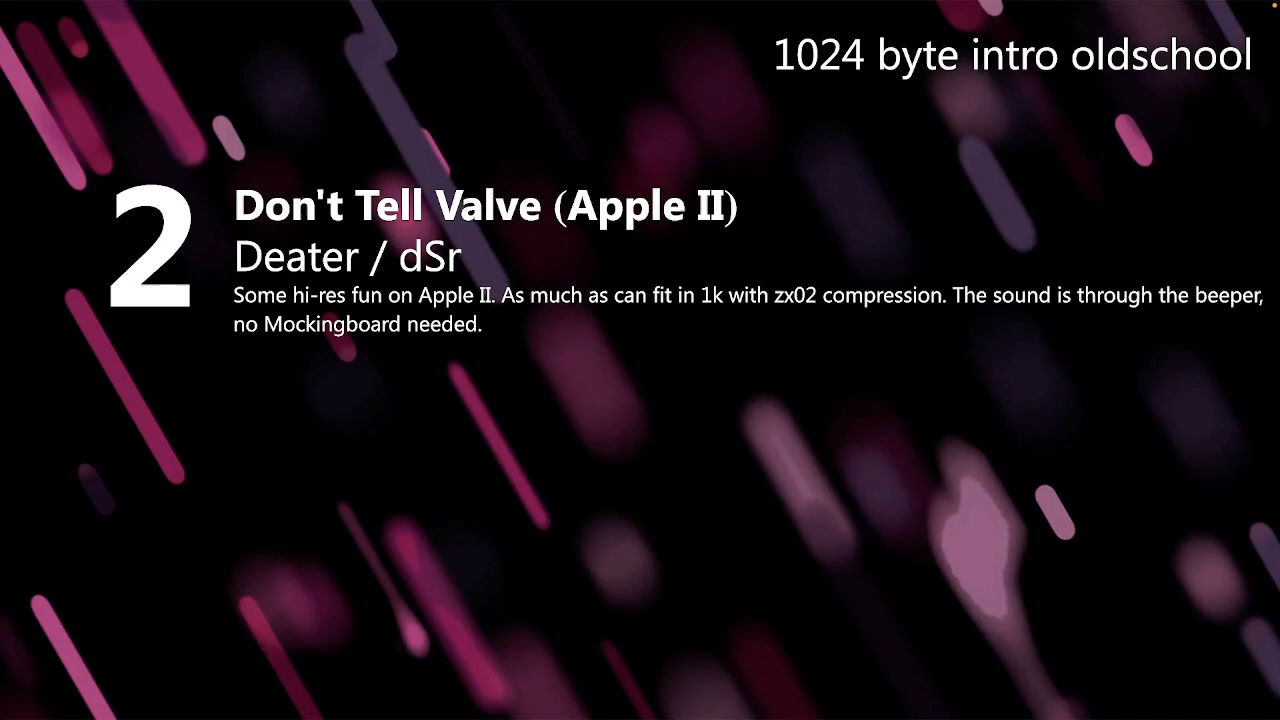 1024 byte intro oldschool
2
Don't Tell Valve (Apple II)
Deater / dSr
Some hi-res fun on Apple II. As much as can fit in 1k with zx02 compression. The sound is through the beeper,
no Mockingboard needed.